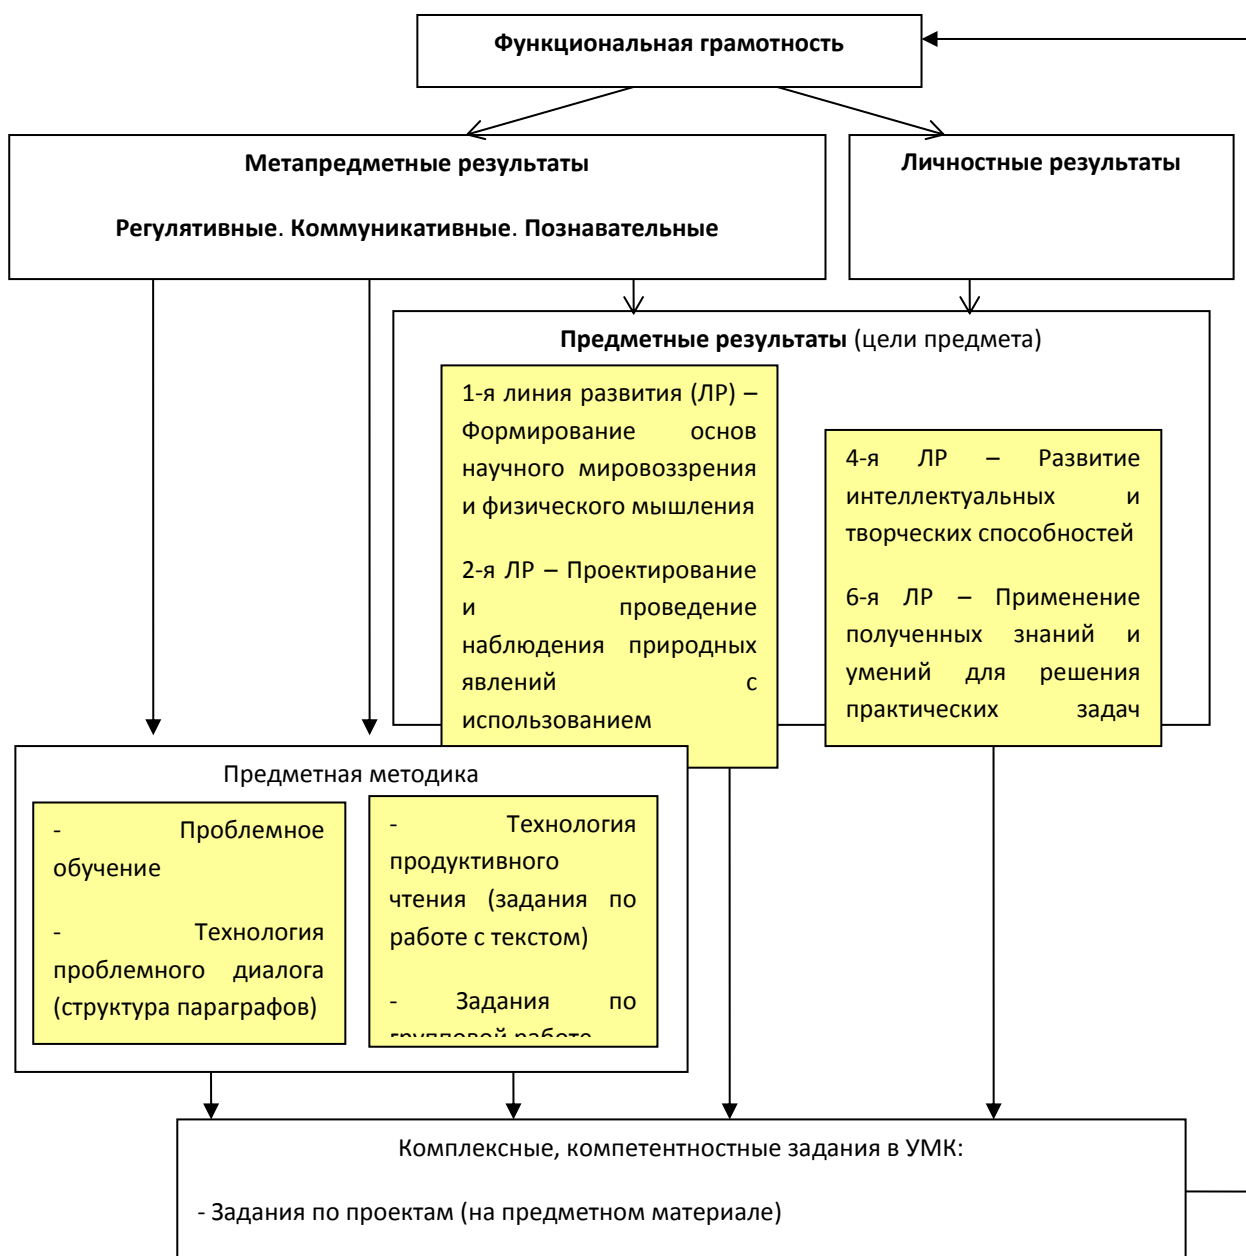 Функциональная грамотность
Метапредметные результаты
Регулятивные. Коммуникативные. Познавательные
Личностные результаты
Предметные результаты (цели предмета)
1-я линия развития (ЛР) –
Формирование основ
научного мировоззрения
и физического мышления
2-я ЛР – Проектирование
и проведение
наблюдения природных
явлений с
использованием
4-я ЛР – Развитие
интеллектуальных и
творческих способностей
6-я ЛР – Применение
полученных знаний и
умений для решения
практических задач
Предметная методика
- Проблемное
обучение
- Технология
проблемного диалога
(структура параграфов)
- Технология
продуктивного
чтения (задания по
работе с текстом)
- Задания по
групповой работе
Комплексные, компетентностные задания в УМК:
- Задания по проектам (на предметном материале)